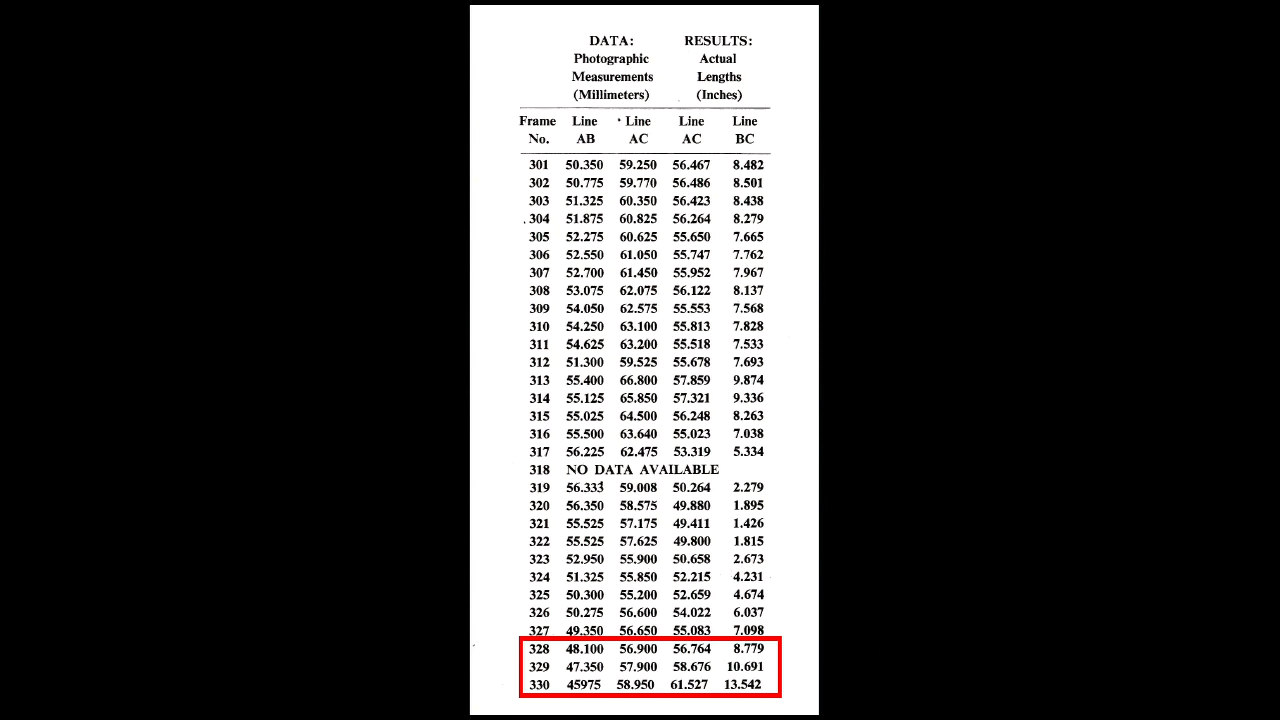 DATA: RESULTS:
Photographic Actual
Measurements Lengths
(Millimeters) (Inches)
Frame Line Line Line Line
No. AB AC AC BC
301 50.350 59.250 56.467 8.482
302 50.775 59.770 56.486 8.501
303 51.325 60.350 56.423 8.438
304 51.875 60.825 56.264 8.279
305 52.275 60.625 55.650 7.665
306 52.550 61.050 55.747 7.762
307 52.700 61.450 55.952 7.967
308 53.075 62.075 56.122 8.137
309 54.050 62.575 55.553 7.568
310 54.250 63.100 55.813 7.828
311 54.625 63.200 55.518 7.533
312 51.300 59.525 55.678 7.693
313 55.400 66.800 57.859 9.874
314 55.125 65.850 57.321 9.336
315 55.025 64.500 56.248 8.263
316 55.500 63.640 55.023 7.038
317 56.225 62.475 53.319 5.334
318 NO DATA AVAILABLE
319 56.333 59.008 50.264 2.279
320 56.350 58.575 49.880 1.895
321 55.525 57.175 49.411 1.426
322 55.525 57.625 49.800 1.815
323 52.950 55.900 50.658 2.673
324 51.325 55.850 52.215 4.231
325 50.300 55.200 52.659 4.674
326 50.275 56.600 54.022 6.037
327 49.350 56.650 55.083 7.098
328 48.100 56.900 56.764 8.779
329 47.350 57.900 58.676 10.691
330 45975 58.950 61.527 13.542